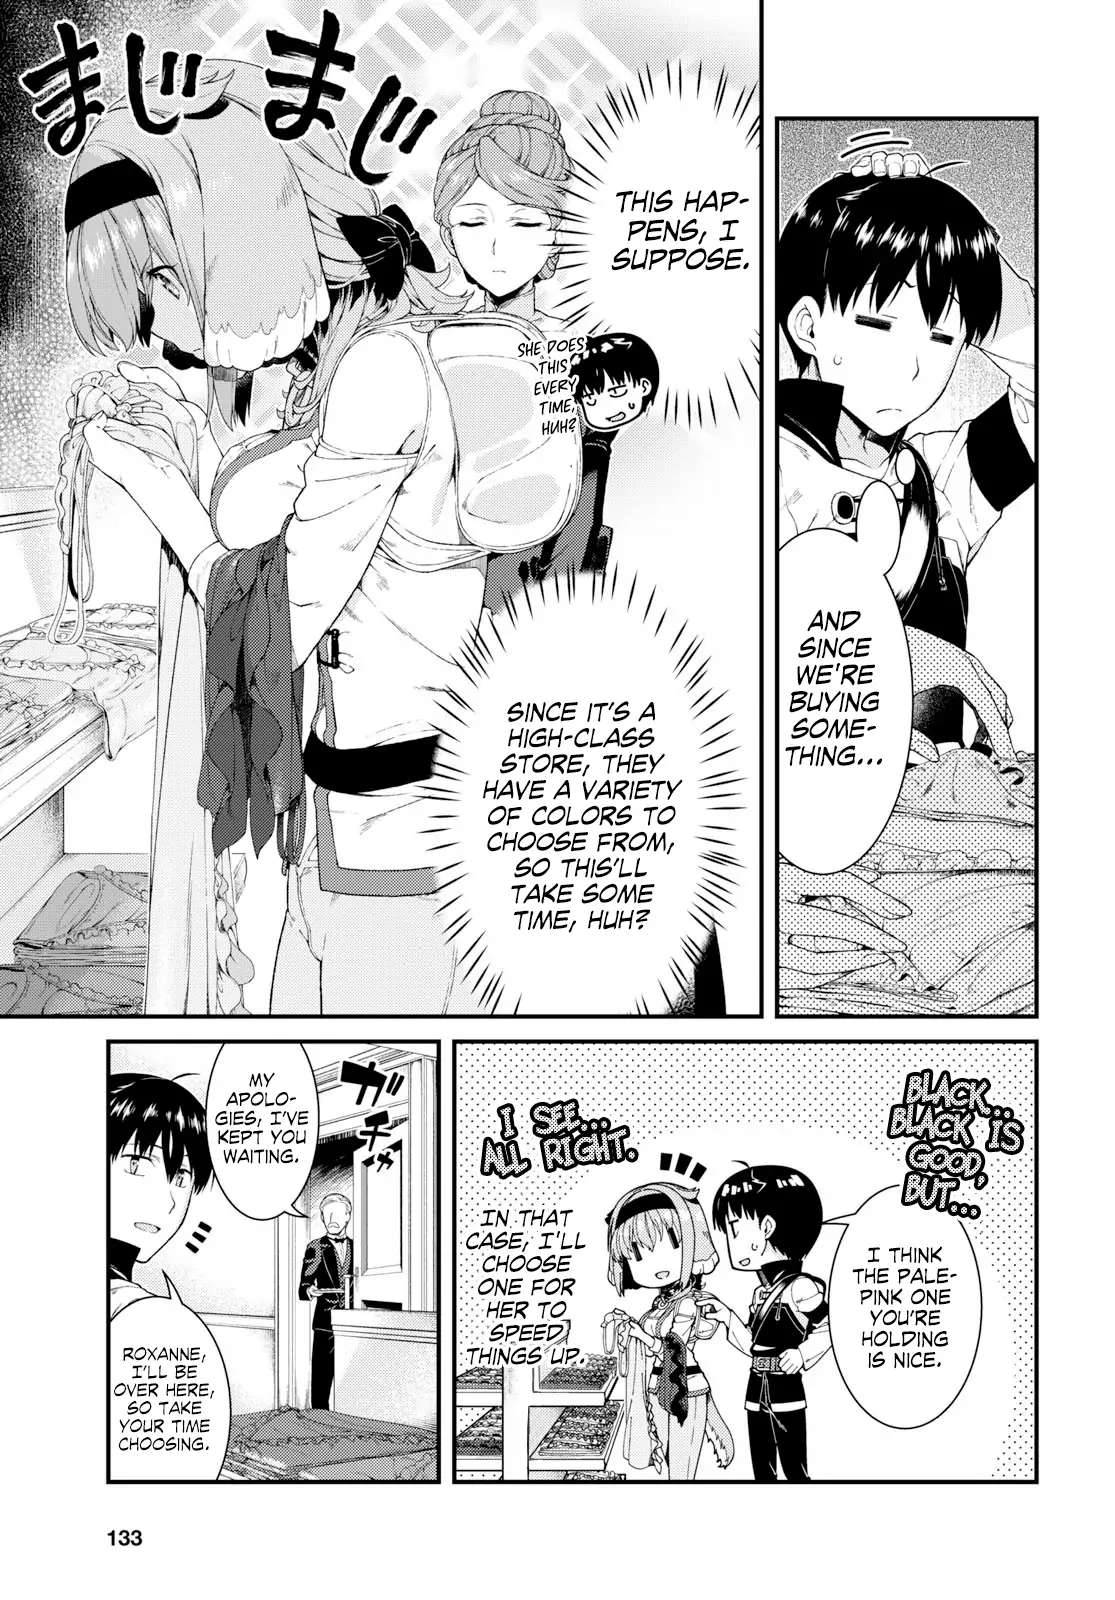 AND
SINCE
WE'RE
BUYING
SOME-
THING...
THIS HAP-
PENS, I
SUPPOSE.
まじまじ
SHE DOES
THIS
EVERY
TIME,
HUH?
SINCE IT'S A
HIGH-CLASS
STORE, THEY
HAVE A VARIETY
OF COLORS TO
CHOOSE FROM,
SO THIS'LL
TAKE SOME
TIME, HUH?
BLACK...
BLACK IS
GOOD,
BUT...
I THINK
THE PALE-
PINK ONE
YOU'RE
HOLDING
IS NICE.
I SEE...
ALL RIGHT.
IN THAT
CASE, I'LL
CHOOSE
ONE FOR
HER TO
SPEED
THINGS UP.
ガチャ
MY
APOLO-
GIES, I'VE
KEPT YOU
WAITING.
ROXANNE,
I'LL BE
OVER HERE,
SO TAKE
YOUR TIME
CHOOSING.
133